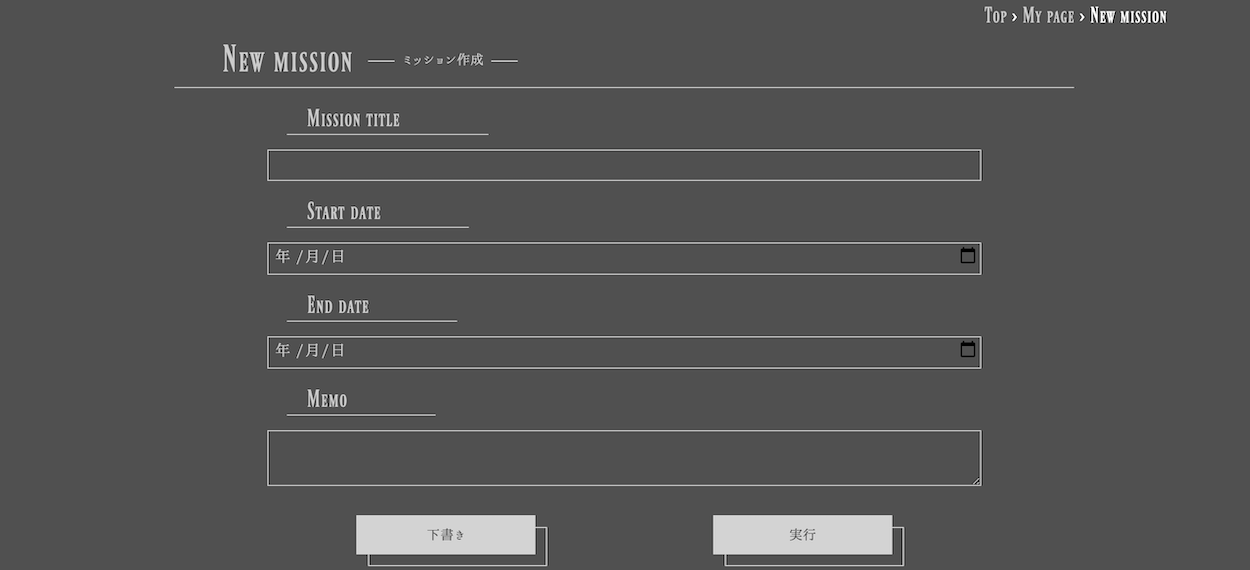 Top › My page › New mission
New mission ― ミッション作成 ―
Mission title
Start date
年 /月/日
End date
年 /月/日
Memo
下書き 実行